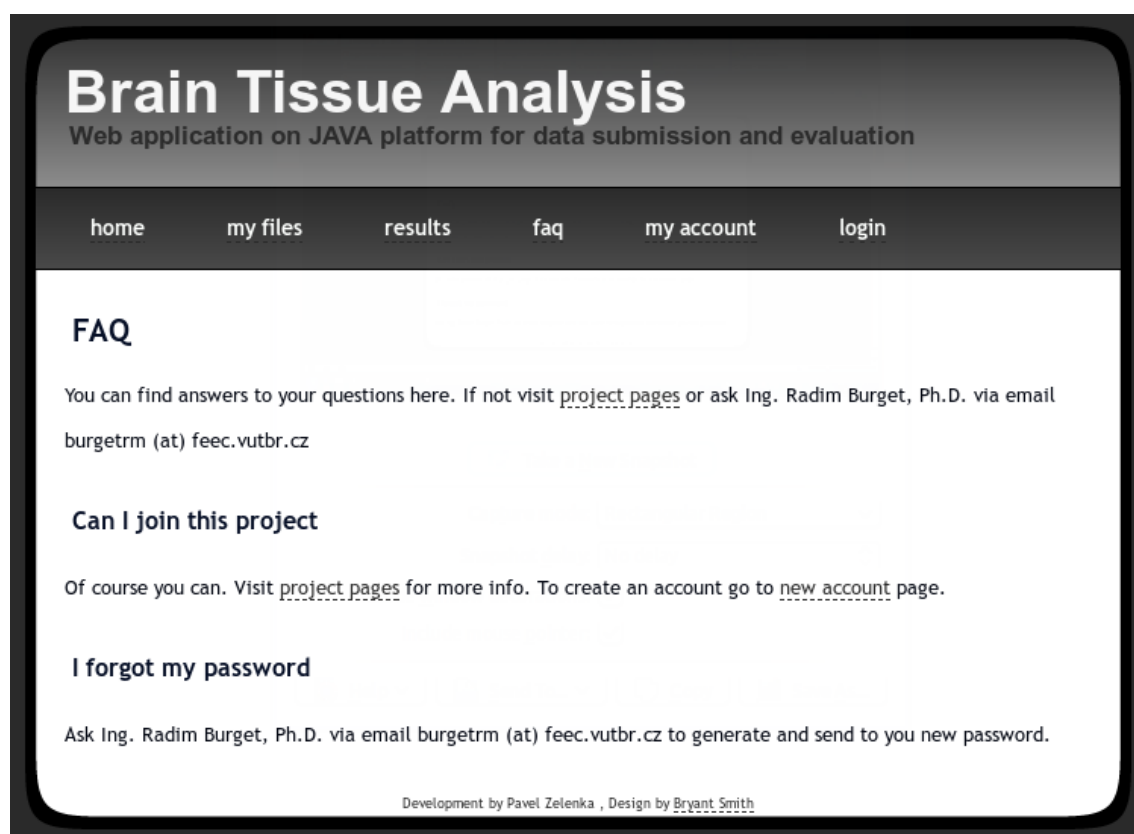 Brain Tissue Analysis
Web application on JAVA platform for data submission and evaluation
home my files results faq my account login
FAQ
You can find answers to your questions here. If not visit project pages or ask Ing. Radim Burget, Ph.D. via email
burgetrm (at) feec.vutbr.cz
Can I join this project
Of course you can. Visit project pages for more info. To create an account go to new account page.
I forgot my password
Ask Ing. Radim Burget, Ph.D. via email burgetrm (at) feec.vutbr.cz to generate and send to you new password.
Development by Pavel Zelenka , Design by Bryant Smith